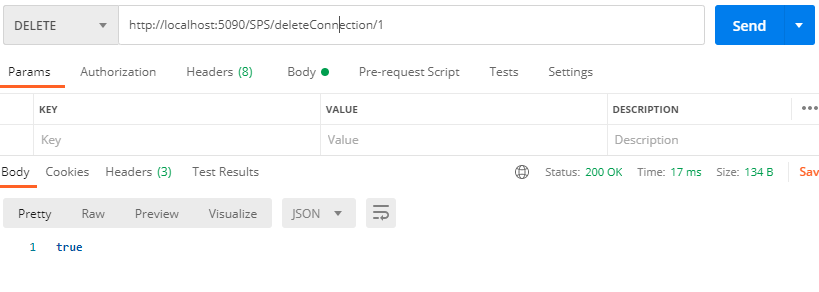 DELETE http://localhost:5090/SPS/deleteConnection/1 Send
Params Authorization Headers (8) Body Pre-request Script Tests Settings
KEY VALUE DESCRIPTION
Key Value Description
Body Cookies Headers (3) Test Results Status: 200 OK Time: 17 ms Size: 134 B Sav
Pretty Raw Preview Visualize JSON
1 true